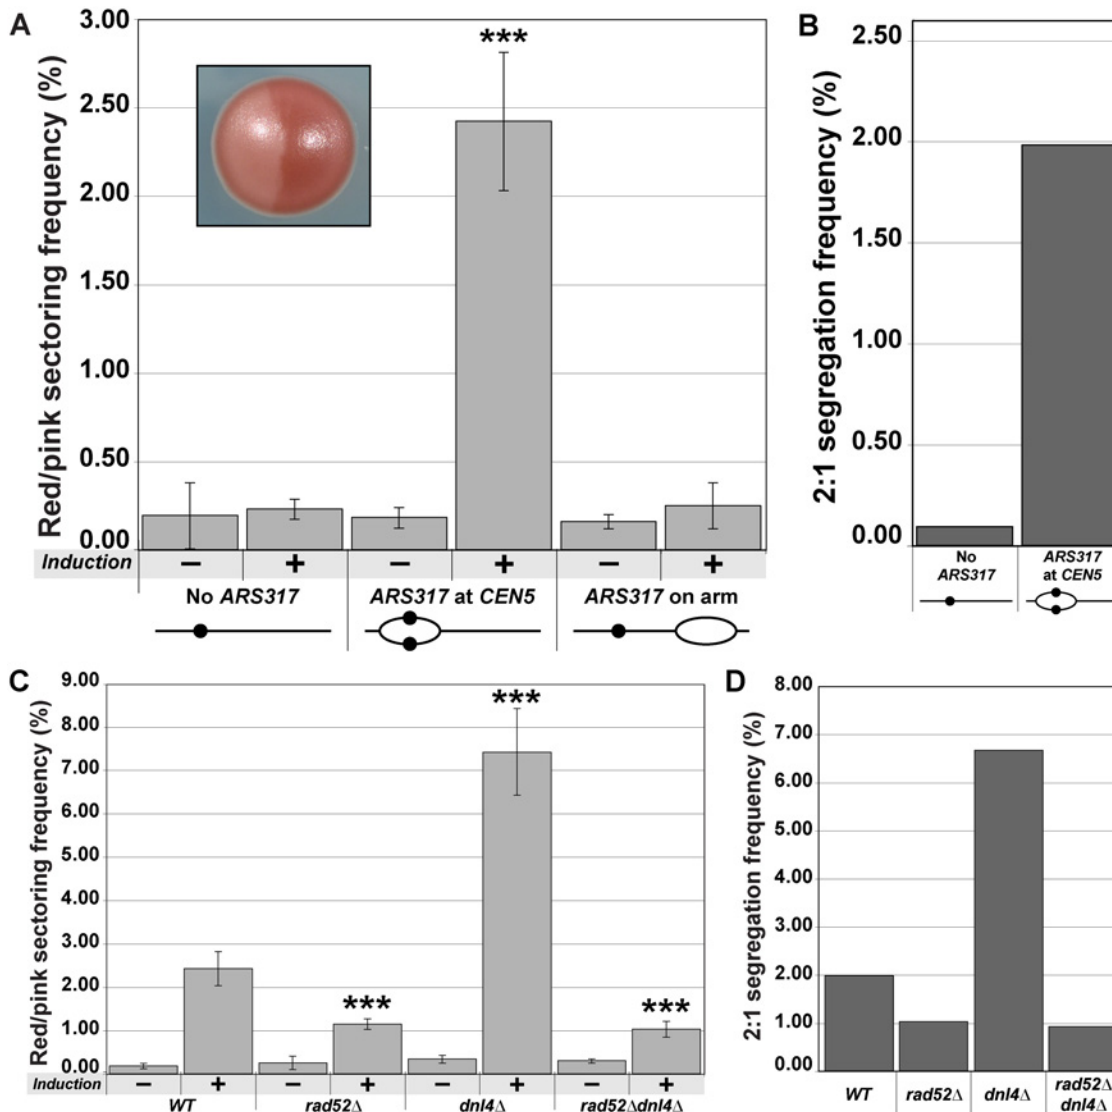 A
Red/pink sectoring frequency (%)
3.00
2.50
2.00
1.50
1.00
0.50
0.00
***
Induction − + − + − +
No ARS317 ARS317 at CEN5 ARS317 on arm
B
2:1 segregation frequency (%)
2.50
2.00
1.50
1.00
0.50
0.00
No
ARS317
ARS317
at CEN5
C
Red/pink sectoring frequency (%)
9.00
8.00
7.00
6.00
5.00
4.00
3.00
2.00
1.00
0.00
***
***
***
Induction − + − + − + − +
WT rad52Δ dnl4Δ rad52Δdnl4Δ
D
2:1 segregation frequency (%)
8.00
7.00
6.00
5.00
4.00
3.00
2.00
1.00
0.00
WT rad52Δ dnl4Δ
rad52Δ
dnl4Δ